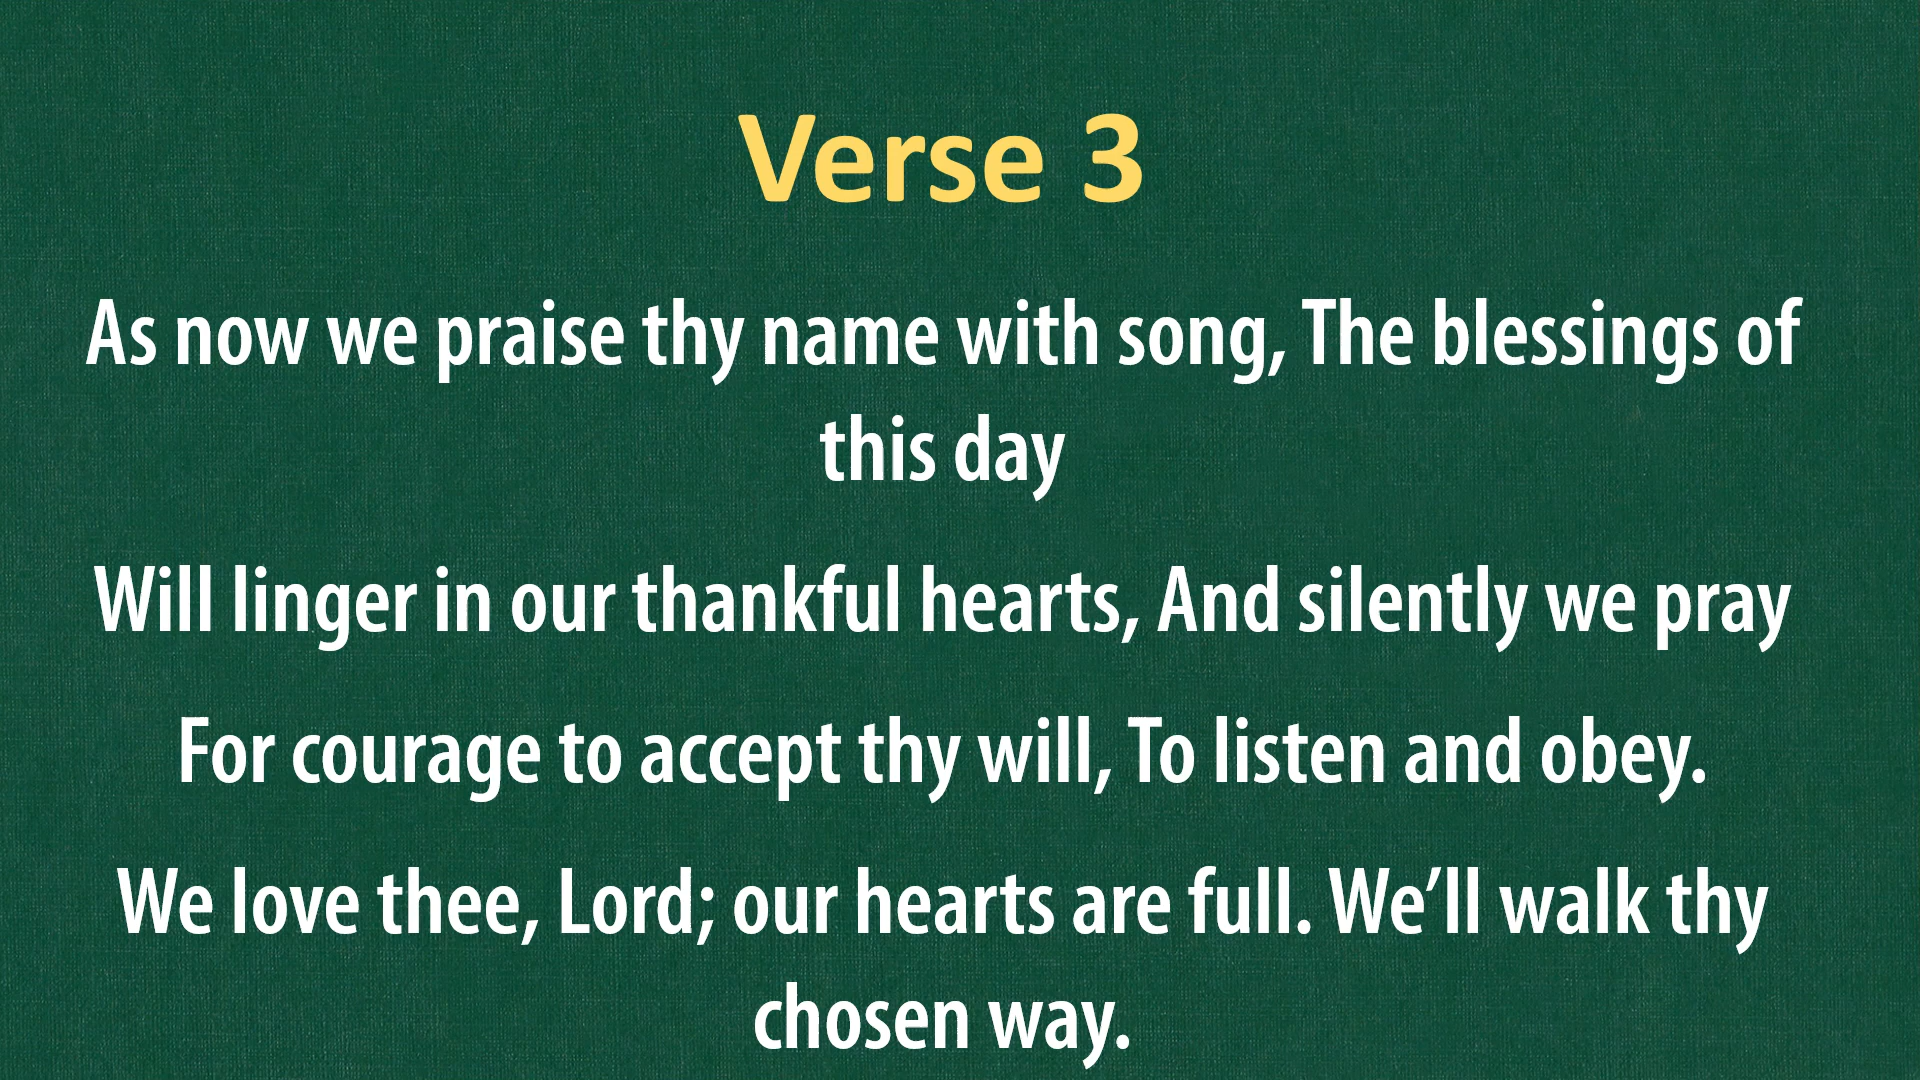 Verse 3
As now we praise thy name with song, The blessings of
this day
Will linger in our thankful hearts, And silently we pray
For courage to accept thy will, To listen and obey.
We love thee, Lord; our hearts are full. We’ll walk thy
chosen way.